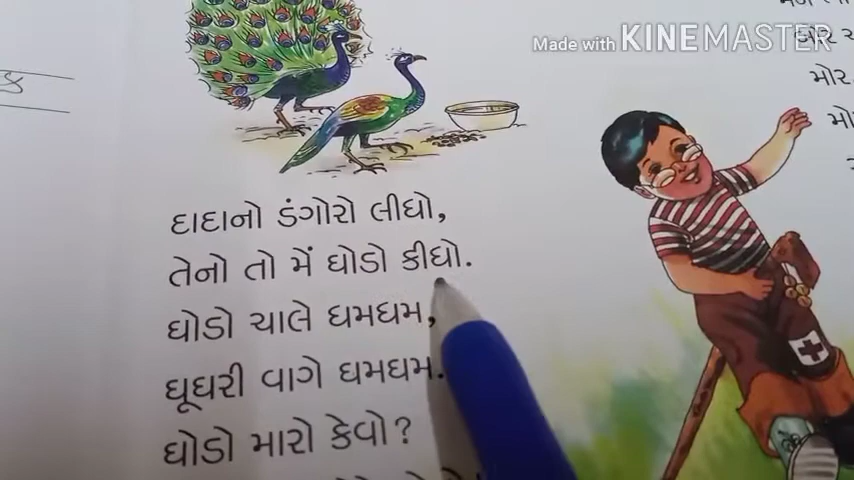 Made with KINEMASTER
દાદાનો ડંગોરો લીધો,
તેનો તો મેં ઘોડો કીધો.
ઘોડો ચાલે ઘમઘમ,
ઘૂઘરી વાગે ઘમઘમ.
ઘોડો મારો કેવો?
મોર